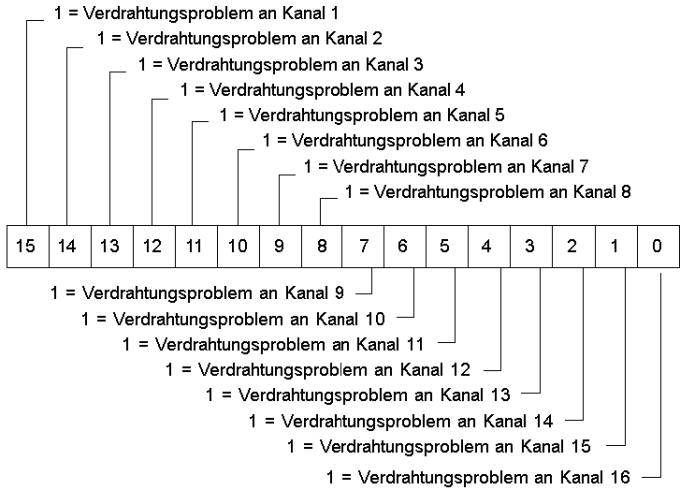 1 = Verdrahtungsproblem an Kanal 1
1 = Verdrahtungsproblem an Kanal 2
1 = Verdrahtungsproblem an Kanal 3
1 = Verdrahtungsproblem an Kanal 4
1 = Verdrahtungsproblem an Kanal 5
1 = Verdrahtungsproblem an Kanal 6
1 = Verdrahtungsproblem an Kanal 7
1 = Verdrahtungsproblem an Kanal 8
15 14 13 12 11 10 9 8 7 6 5 4 3 2 1 0
1 = Verdrahtungsproblem an Kanal 9
1 = Verdrahtungsproblem an Kanal 10
1 = Verdrahtungsproblem an Kanal 11
1 = Verdrahtungsproblem an Kanal 12
1 = Verdrahtungsproblem an Kanal 13
1 = Verdrahtungsproblem an Kanal 14
1 = Verdrahtungsproblem an Kanal 15
1 = Verdrahtungsproblem an Kanal 16